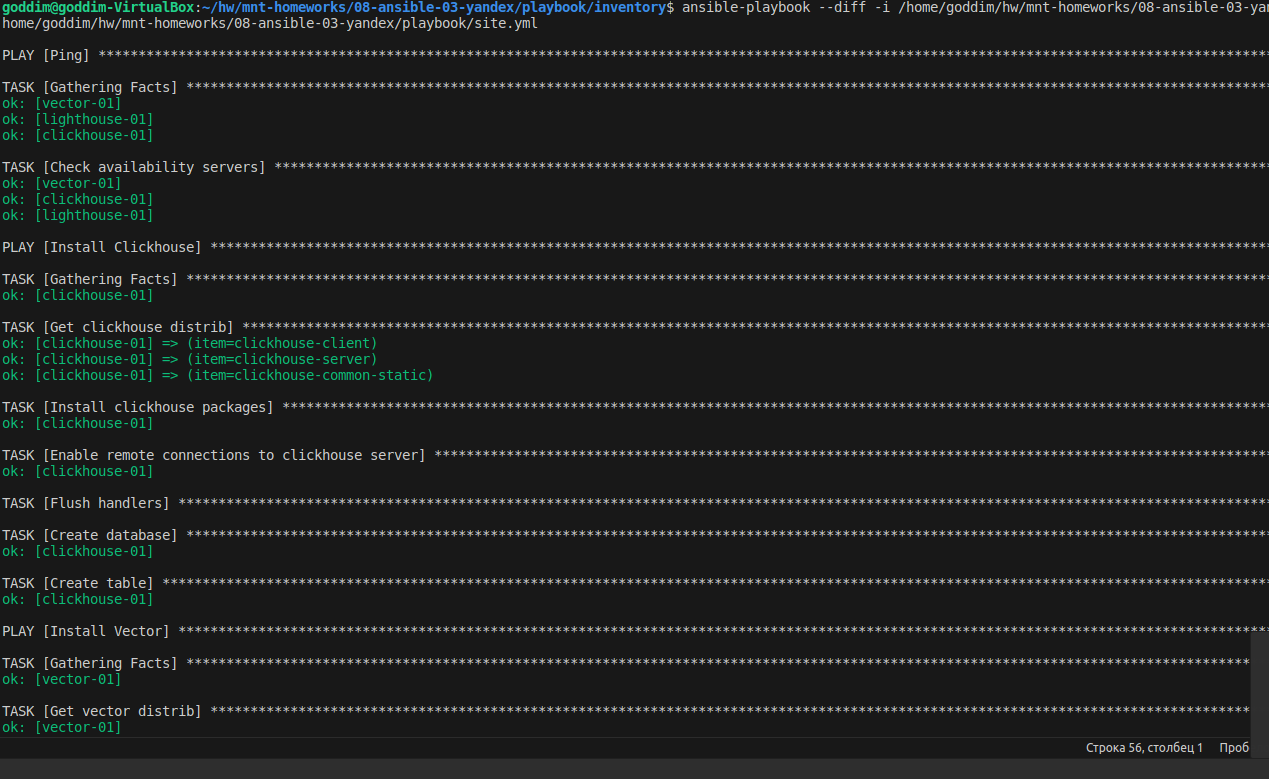 goddim@goddim-VirtualBox:~/hw/mnt-homeworks/08-ansible-03-yandex/playbook/inventory$ ansible-playbook --diff -i /home/goddim/hw/mnt-homeworks/08-ansible-03-yan
home/goddim/hw/mnt-homeworks/08-ansible-03-yandex/playbook/site.yml
PLAY [Ping] ***************************************************************************************************************************************************
TASK [Gathering Facts] ****************************************************************************************************************************************
ok: [vector-01]
ok: [lighthouse-01]
ok: [clickhouse-01]
TASK [Check availability servers] *****************************************************************************************************************************
ok: [vector-01]
ok: [clickhouse-01]
ok: [lighthouse-01]
PLAY [Install Clickhouse] *************************************************************************************************************************************
TASK [Gathering Facts] ****************************************************************************************************************************************
ok: [clickhouse-01]
TASK [Get clickhouse distrib] *********************************************************************************************************************************
ok: [clickhouse-01] => (item=clickhouse-client)
ok: [clickhouse-01] => (item=clickhouse-server)
ok: [clickhouse-01] => (item=clickhouse-common-static)
TASK [Install clickhouse packages] ****************************************************************************************************************************
ok: [clickhouse-01]
TASK [Enable remote connections to clickhouse server] *********************************************************************************************************
ok: [clickhouse-01]
TASK [Flush handlers] *****************************************************************************************************************************************
TASK [Create database] ****************************************************************************************************************************************
ok: [clickhouse-01]
TASK [Create table] *******************************************************************************************************************************************
ok: [clickhouse-01]
PLAY [Install Vector] *****************************************************************************************************************************************
TASK [Gathering Facts] *************************************************************************************************************************************
ok: [vector-01]
TASK [Get vector distrib] **********************************************************************************************************************************
ok: [vector-01]
Строка 56, столбец 1 Проб